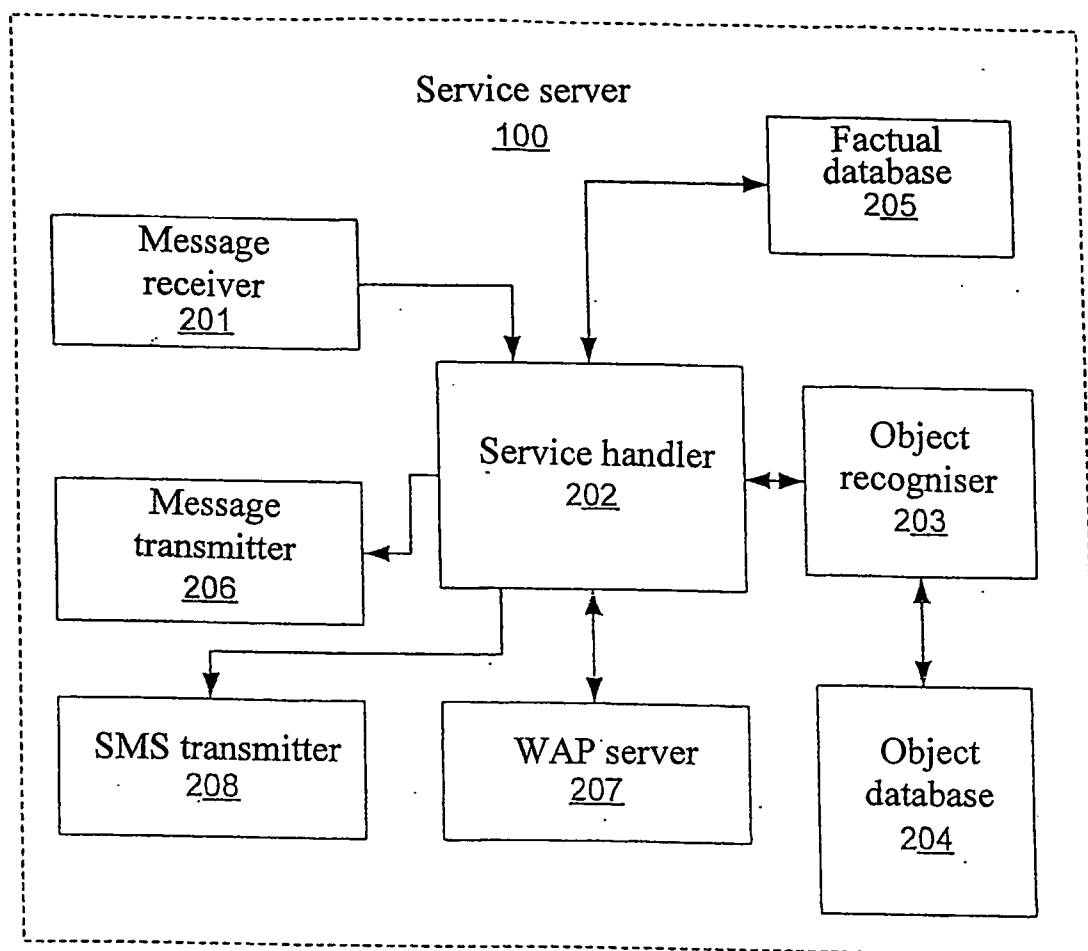 Service server
100
Factual
database
205
Message
receiver
201
Service handler
202
Object
recogniser
203
Message
transmitter
206
SMS transmitter
208
WAP server
207
Object
database
204